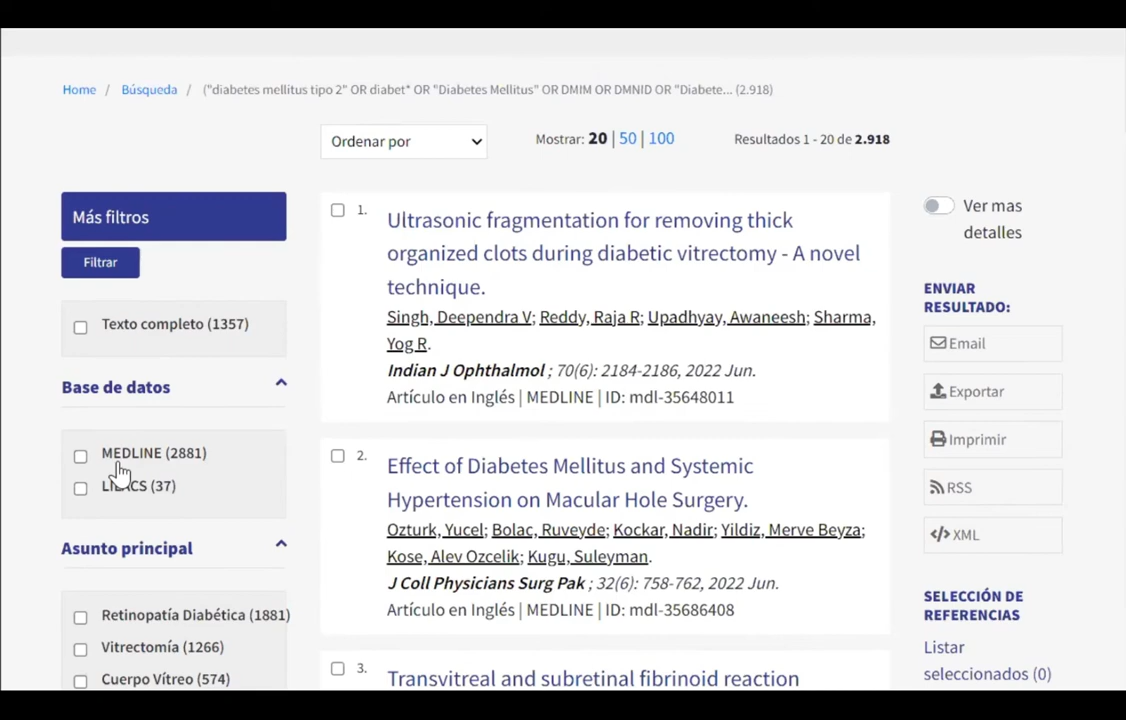 Home / Búsqueda / ("diabetes mellitus tipo 2" OR diabet* OR "Diabetes Mellitus" OR DMIM OR DMNID OR "Diabete... (2.918)
Ordenar por
Mostrar: 20 | 50 | 100
Resultados 1 - 20 de 2.918
Más filtros
Filtrar
Texto completo (1357)
Base de datos
MEDLINE (2881)
LILACS (37)
Asunto principal
Retinopatía Diabética (1881)
Vitrectomía (1266)
Cuerpo Vítreo (574)
1.
Ultrasonic fragmentation for removing thick
organized clots during diabetic vitrectomy - A novel
technique.
Singh, Deependra V; Reddy, Raja R; Upadhyay, Awaneesh; Sharma,
Yog R.
Indian J Ophthalmol ; 70(6): 2184-2186, 2022 Jun.
Artículo en Inglés | MEDLINE | ID: mdl-35648011
2.
Effect of Diabetes Mellitus and Systemic
Hypertension on Macular Hole Surgery.
Ozturk, Yucel; Bolac, Ruveyde; Kockar, Nadir; Yildiz, Merve Beyza;
Kose, Alev Ozcelik; Kugu, Suleyman.
J Coll Physicians Surg Pak ; 32(6): 758-762, 2022 Jun.
Artículo en Inglés | MEDLINE | ID: mdl-35686408
3.
Transvitreal and subretinal fibrinoid reaction
Ver mas
detalles
ENVIAR
RESULTADO:
Email
Exportar
Imprimir
RSS
</> XML
SELECCIÓN DE
REFERENCIAS
Listar
seleccionados (0)